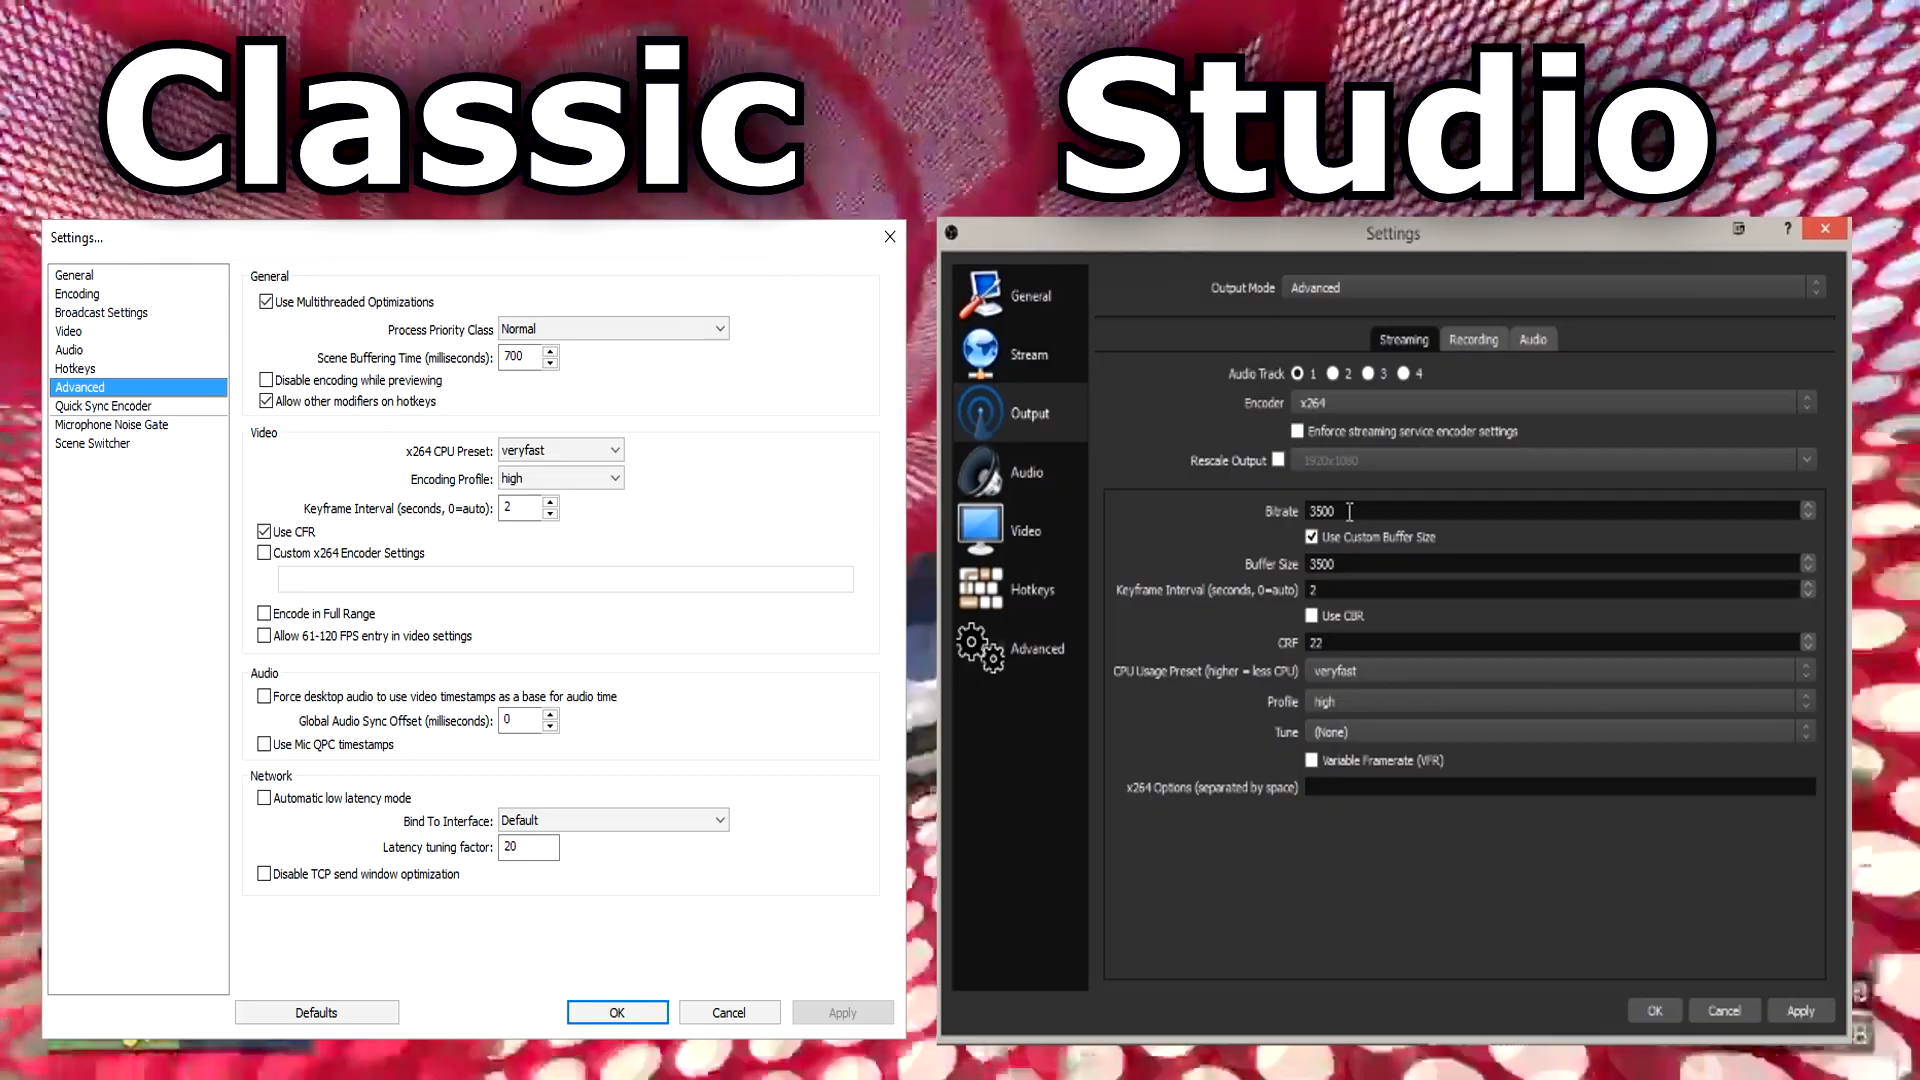 Classic
Studio
Settings...
General
Encoding
Broadcast Settings
Video
Audio
Hotkeys
Advanced
Quick Sync Encoder
Microphone Noise Gate
Scene Switcher
General
Use Multithreaded Optimizations
Process Priority Class Normal
Scene Buffering Time (milliseconds): 700
Disable encoding while previewing
Allow other modifiers on hotkeys
Video
x264 CPU Preset: veryfast
Encoding Profile: high
Keyframe Interval (seconds, 0=auto): 2
Use CFR
Custom x264 Encoder Settings
Encode in Full Range
Allow 61-120 FPS entry in video settings
Audio
Force desktop audio to use video timestamps as a base for audio time
Global Audio Sync Offset (milliseconds): 0
Use Mic QPC timestamps
Network
Automatic low latency mode
Bind To Interface: Default
Latency tuning factor: 20
Disable TCP send window optimization
Defaults
OK
Cancel
Apply
Settings
?
General
Stream
Output
Audio
Video
Hotkeys
Advanced
Output Mode Advanced
Streaming Recording Audio
Audio Track 1 2 3 4
Encoder x264
Enforce streaming service encoder settings
Rescale Output 1920x1080
Bitrate 3500
Use Custom Buffer Size
Buffer Size 3500
Keyframe Interval (seconds, 0=auto) 2
Use CBR
CRF 22
CPU Usage Preset (higher = less CPU) veryfast
Profile high
Tune (None)
Variable Framerate (VFR)
x264 Options (separated by space)
OK
Cancel
Apply